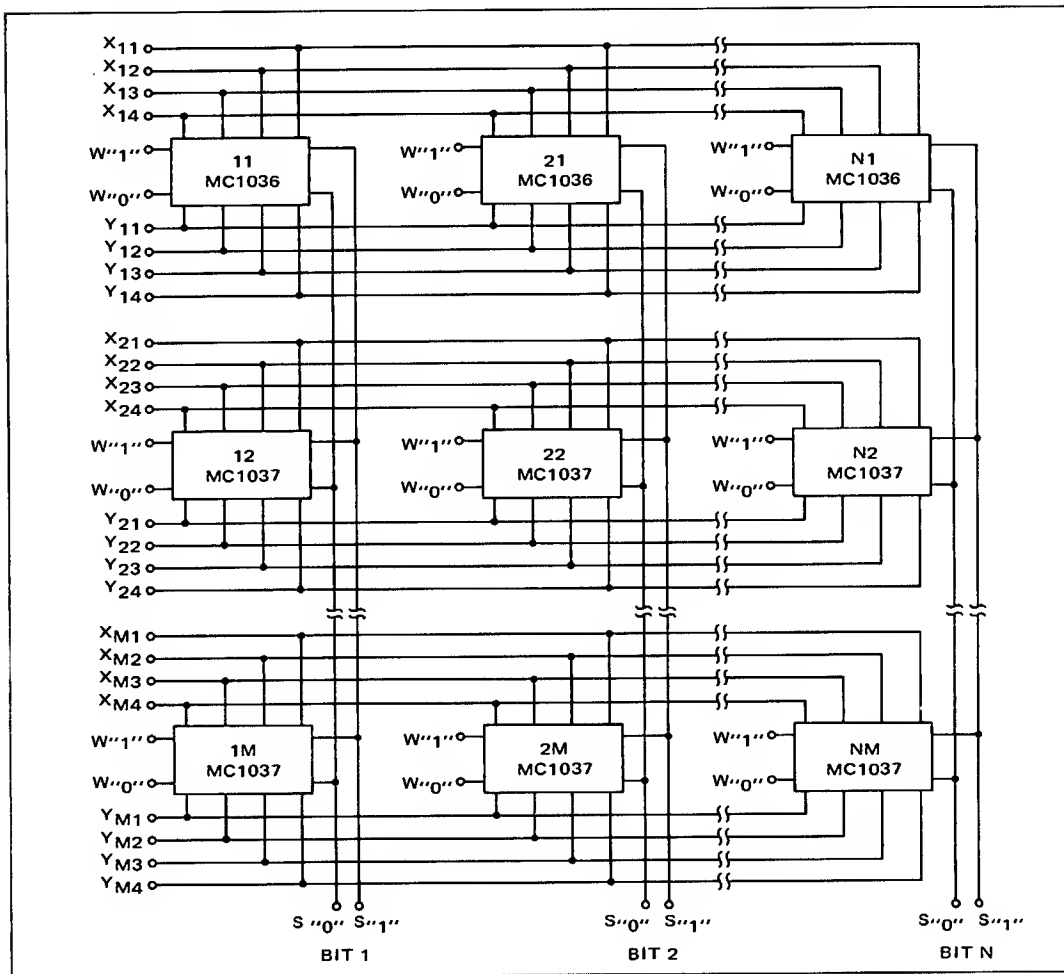 X11
X12
X13
X14
W"1" W"1" W"1"
11 21 N1
MC1036 MC1036 MC1036
W"0" W"0" W"0"
Y11
Y12
Y13
Y14
X21
X22
X23
X24
W"1" W"1" W"1"
12 22 N2
MC1037 MC1037 MC1037
W"0" W"0" W"0"
Y21
Y22
Y23
Y24
XM1
XM2
XM3
XM4
W"1" W"1" W"1"
1M 2M NM
MC1037 MC1037 MC1037
W"0" W"0" W"0"
YM1
YM2
YM3
YM4
S"0" S"1" S"0" S"1" S"0" S"1"
BIT 1 BIT 2 BIT N